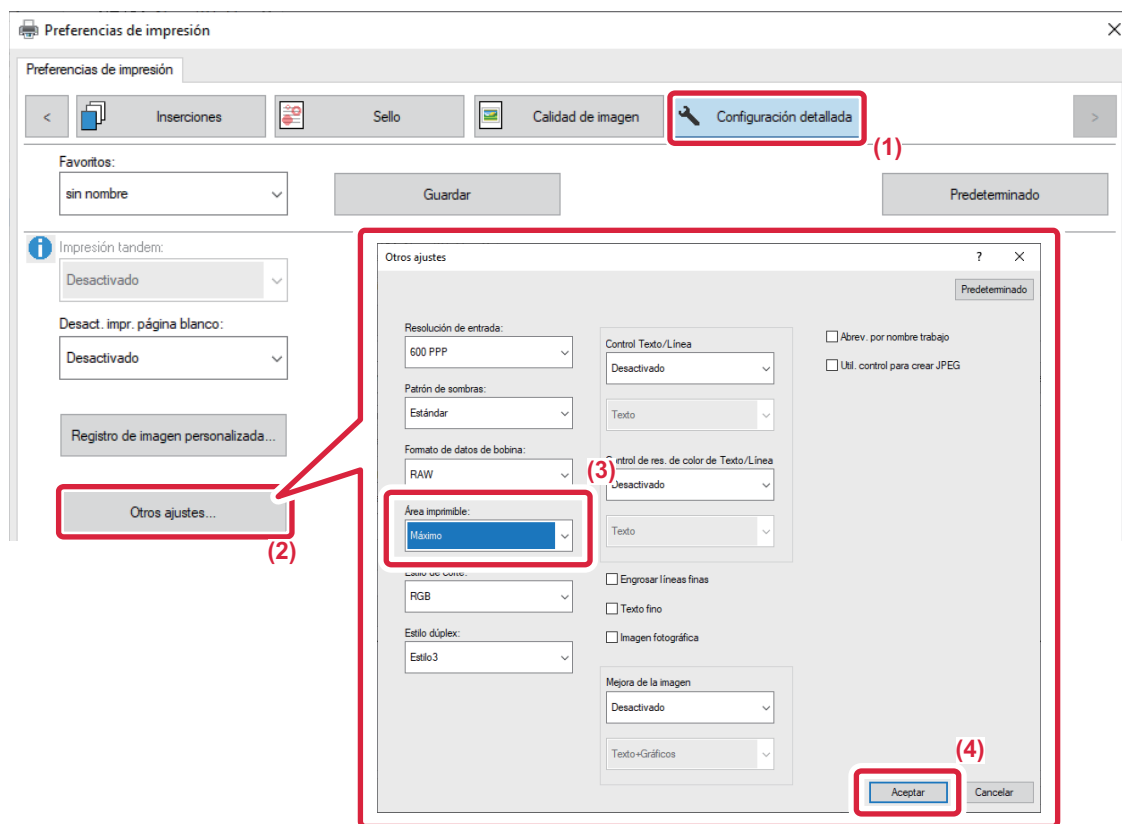 Preferencias de impresión
Preferencias de impresión
<
Inserciones
Sello
Calidad de imagen
Configuración detallada
>
(1)
Favoritos:
sin nombre
Guardar
Predeterminado
Impresión tandem:
Desactivado
Desact. impr. página blanco:
Desactivado
Registro de imagen personalizada...
Otros ajustes...
(2)
Otros ajustes
?
Predeterminado
Resolución de entrada:
600 PPP
Patrón de sombras:
Estándar
Formato de datos de bobina:
RAW
(3)
Área imprimible:
Máximo
Estilo de corte:
RGB
Estilo dúplex:
Estilo3
Control Texto/Línea
Desactivado
Texto
Control de res. de color de Texto/Línea
Desactivado
Texto
Engrosar líneas finas
Texto fino
Imagen fotográfica
Mejora de la imagen
Desactivado
Texto+Gráficos
Abrev. por nombre trabajo
Util. control para crear JPEG
(4)
Aceptar
Cancelar